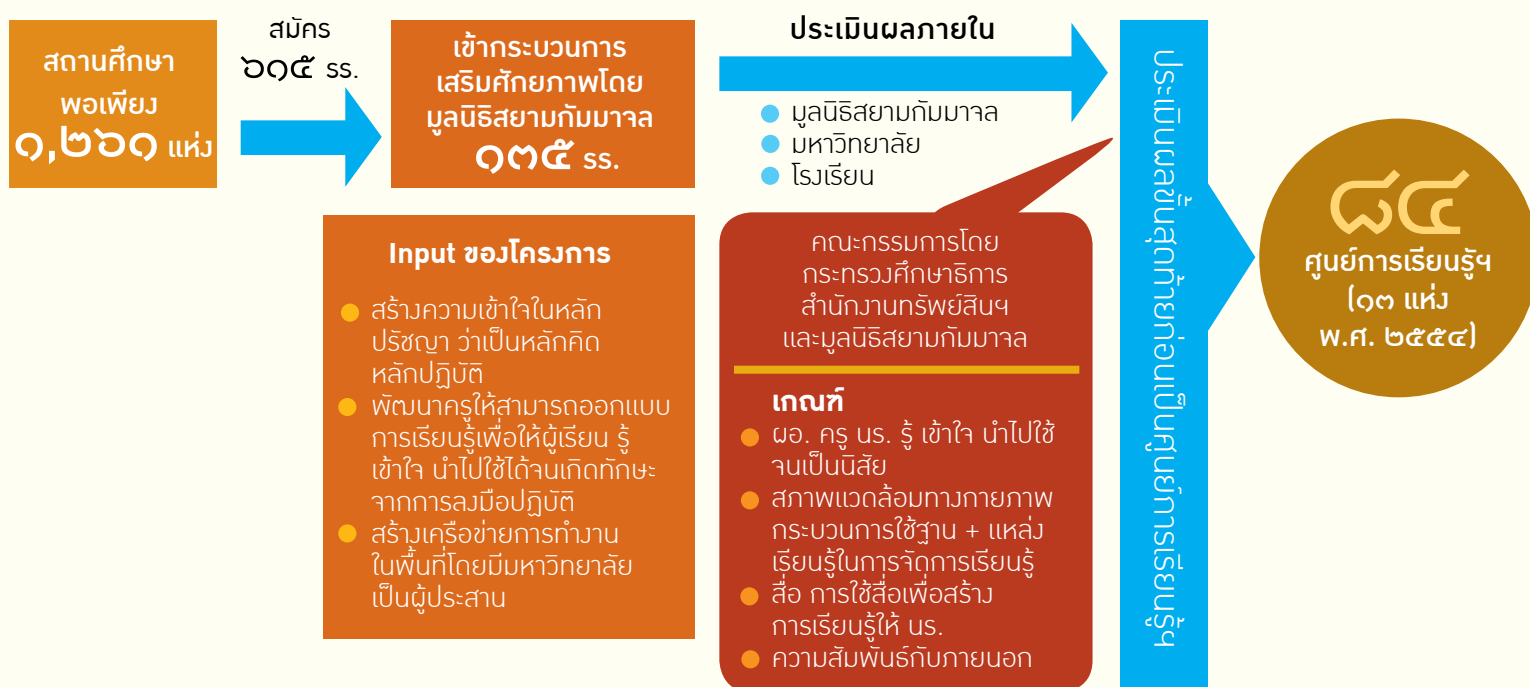 สถานศึกษา
พอเพียง
๑,๒๖๑ แห่ง
สมัคร
๖๑๕ รร.
เข้ากระบวนการ
เสริมศักยภาพโดย
มูลนิธิสยามกัมมาจล
๑๓๕ รร.
ประเมินผลภายใน
มูลนิธิสยามกัมมาจล
มหาวิทยาลัย
โรงเรียน
Input ของโครงการ
สร้างความเข้าใจในหลัก
ปรัชญา ว่าเป็นหลักคิด
หลักปฏิบัติ
พัฒนาครูให้สามารถออกแบบ
การเรียนรู้เพื่อให้ผู้เรียน รู้
เข้าใจ นำไปใช้ได้จนเกิดทักษะ
จากการลงมือปฏิบัติ
สร้างเครือข่ายการทำงาน
ในพื้นที่โดยมีมหาวิทยาลัย
เป็นผู้ประสาน
คณะกรรมการโดย
กระทรวงศึกษาธิการ
สำนักงานทรัพย์สินฯ
และมูลนิธิสยามกัมมาจล
เกณฑ์
ผอ. ครู นร. รู้ เข้าใจ นำไปใช้
จนเป็นนิสัย
สภาพแวดล้อมทางกายภาพ
กระบวนการใช้ฐาน + แหล่ง
เรียนรู้ในการจัดการเรียนรู้
สื่อ การใช้สื่อเพื่อสร้าง
การเรียนรู้ให้ นร.
ความสัมพันธ์กับภายนอก
ประเมินผลขั้นสุดท้ายก่อนเป็นศูนย์การเรียนรู้ฯ
๘๔
ศูนย์การเรียนรู้ฯ
(๑๓ แห่ง
พ.ศ. ๒๕๕๔)